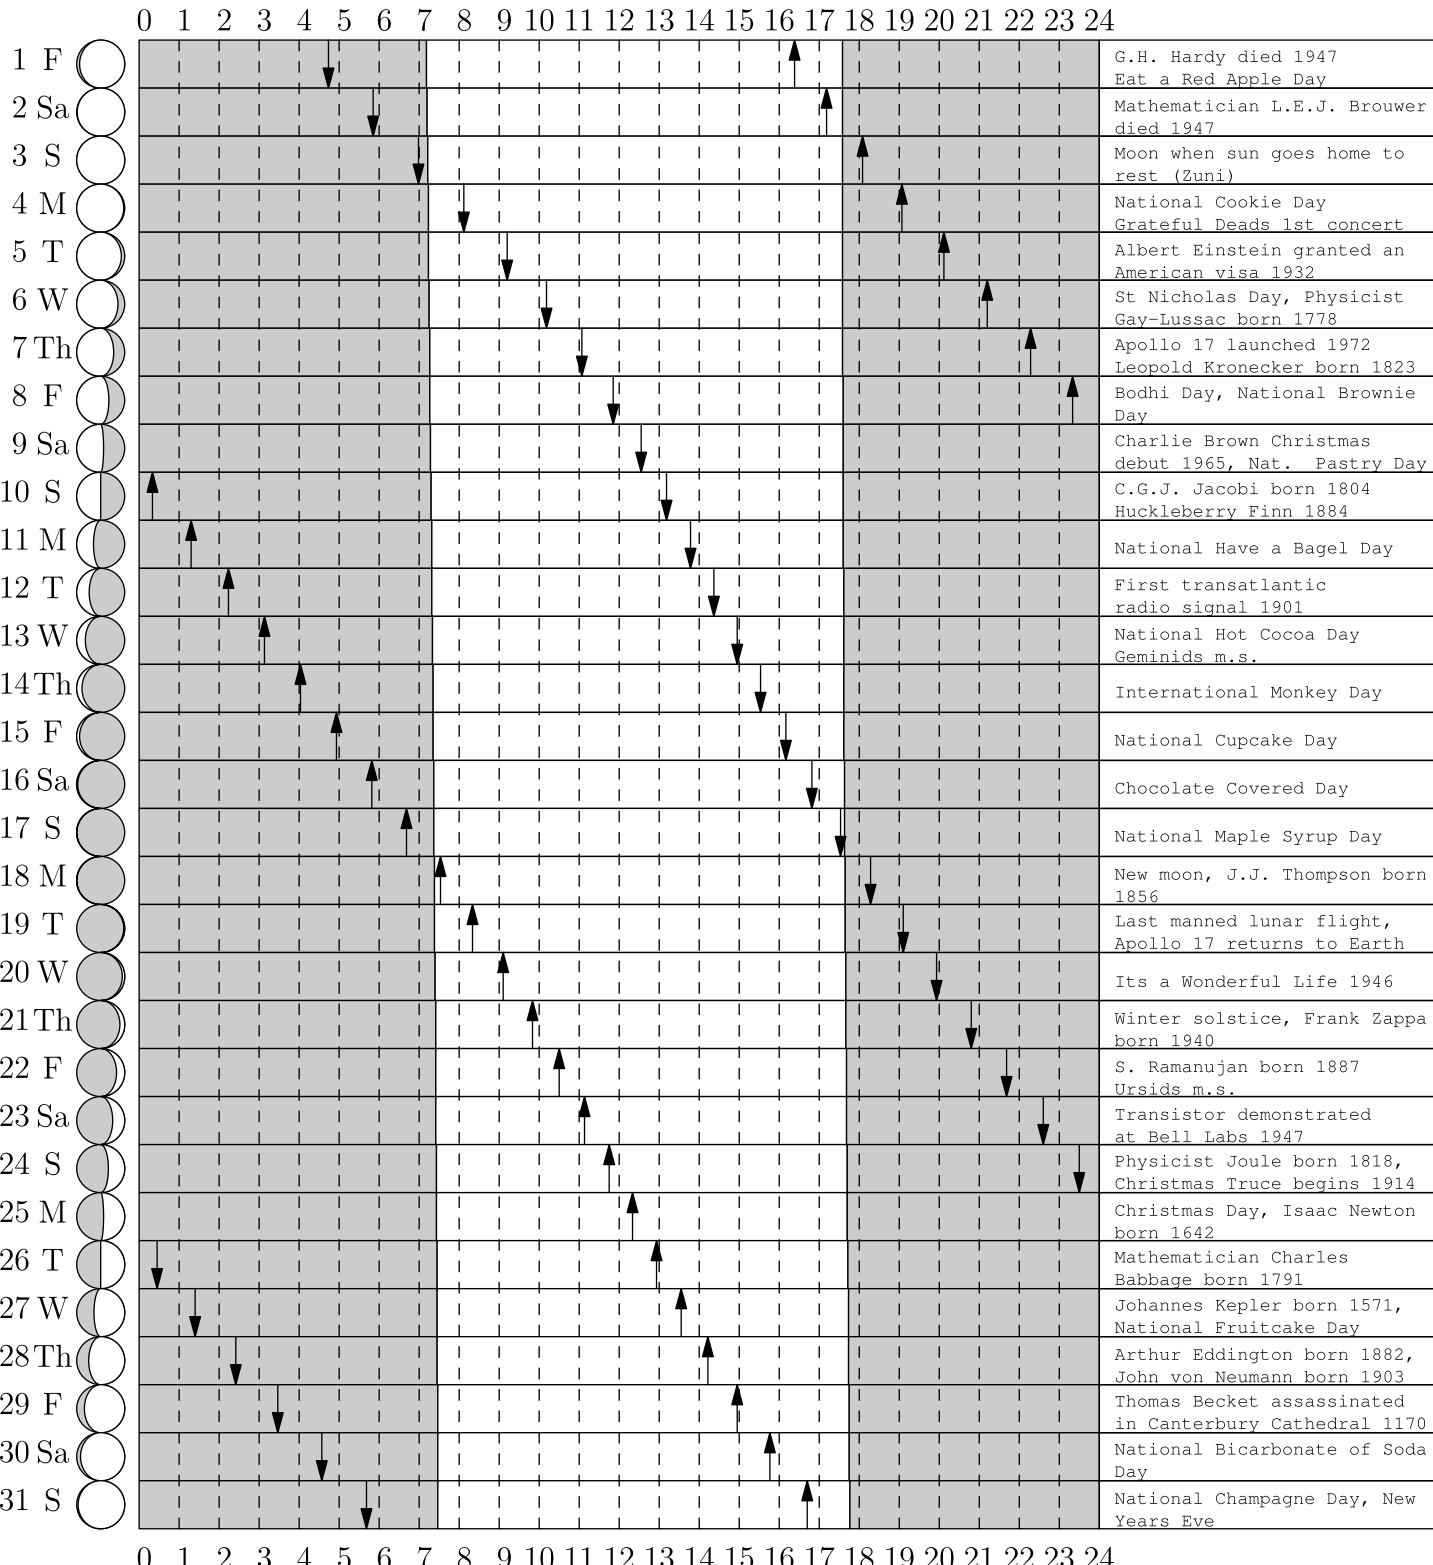 0 1 2 3 4 5 6 7 8 9 10 11 12 13 14 15 16 17 18 19 20 21 22 23 24
1 F G.H. Hardy died 1947
Eat a Red Apple Day
2 Sa Mathematician L.E.J. Brouwer
died 1947
3 S Moon when sun goes home to
rest (Zuni)
4 M National Cookie Day
Grateful Deads 1st concert
5 T Albert Einstein granted an
American visa 1932
6 W St Nicholas Day, Physicist
Gay-Lussac born 1778
7 Th Apollo 17 launched 1972
Leopold Kronecker born 1823
8 F Bodhi Day, National Brownie
Day
9 Sa Charlie Brown Christmas
debut 1965, Nat. Pastry Day
10 S C.G.J. Jacobi born 1804
Huckleberry Finn 1884
11 M National Have a Bagel Day
12 T First transatlantic
radio signal 1901
13 W National Hot Cocoa Day
Geminids m.s.
14 Th International Monkey Day
15 F National Cupcake Day
16 Sa Chocolate Covered Day
17 S National Maple Syrup Day
18 M New moon, J.J. Thompson born
1856
19 T Last manned lunar flight,
Apollo 17 returns to Earth
20 W Its a Wonderful Life 1946
21 Th Winter solstice, Frank Zappa
born 1940
22 F S. Ramanujan born 1887
Ursids m.s.
23 Sa Transistor demonstrated
at Bell Labs 1947
24 S Physicist Joule born 1818,
Christmas Truce begins 1914
25 M Christmas Day, Isaac Newton
born 1642
26 T Mathematician Charles
Babbage born 1791
27 W Johannes Kepler born 1571,
National Fruitcake Day
28 Th Arthur Eddington born 1882,
John von Neumann born 1903
29 F Thomas Becket assassinated
in Canterbury Cathedral 1170
30 Sa National Bicarbonate of Soda
Day
31 S National Champagne Day, New
Years Eve
0 1 2 3 4 5 6 7 8 9 10 11 12 13 14 15 16 17 18 19 20 21 22 23 24